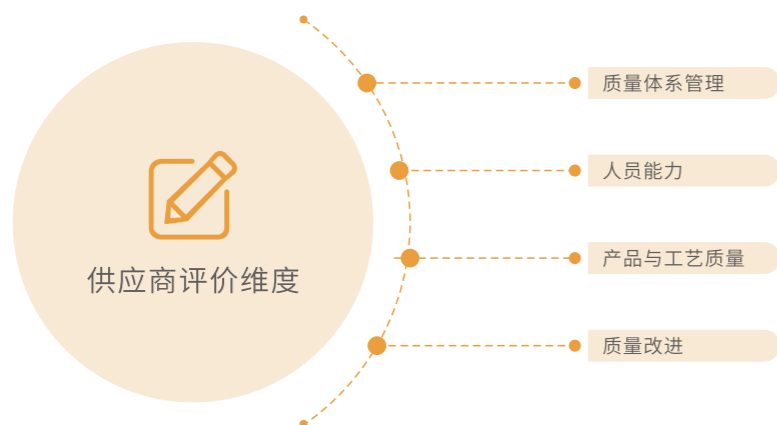 供应商评价维度
质量体系管理
人员能力
产品与工艺质量
质量改进